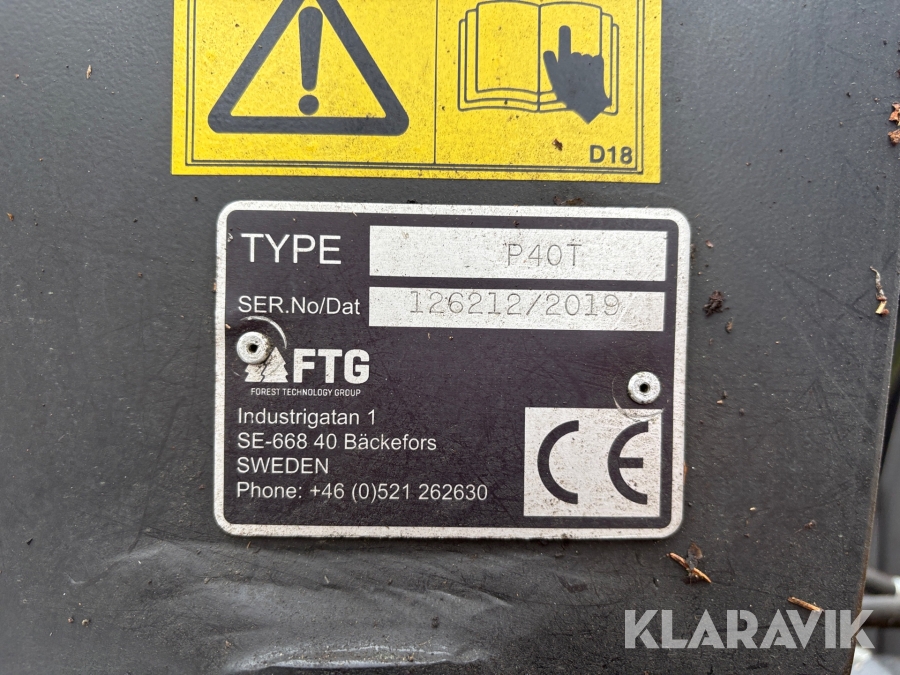 D18
TYPE P40T
SER.No/Dat 126212/2019
FTG
FOREST TECHNOLOGY GROUP
Industrigatan 1
SE-668 40 Bäckefors
SWEDEN
Phone: +46 (0)521 262630
CE
KLARAVIK